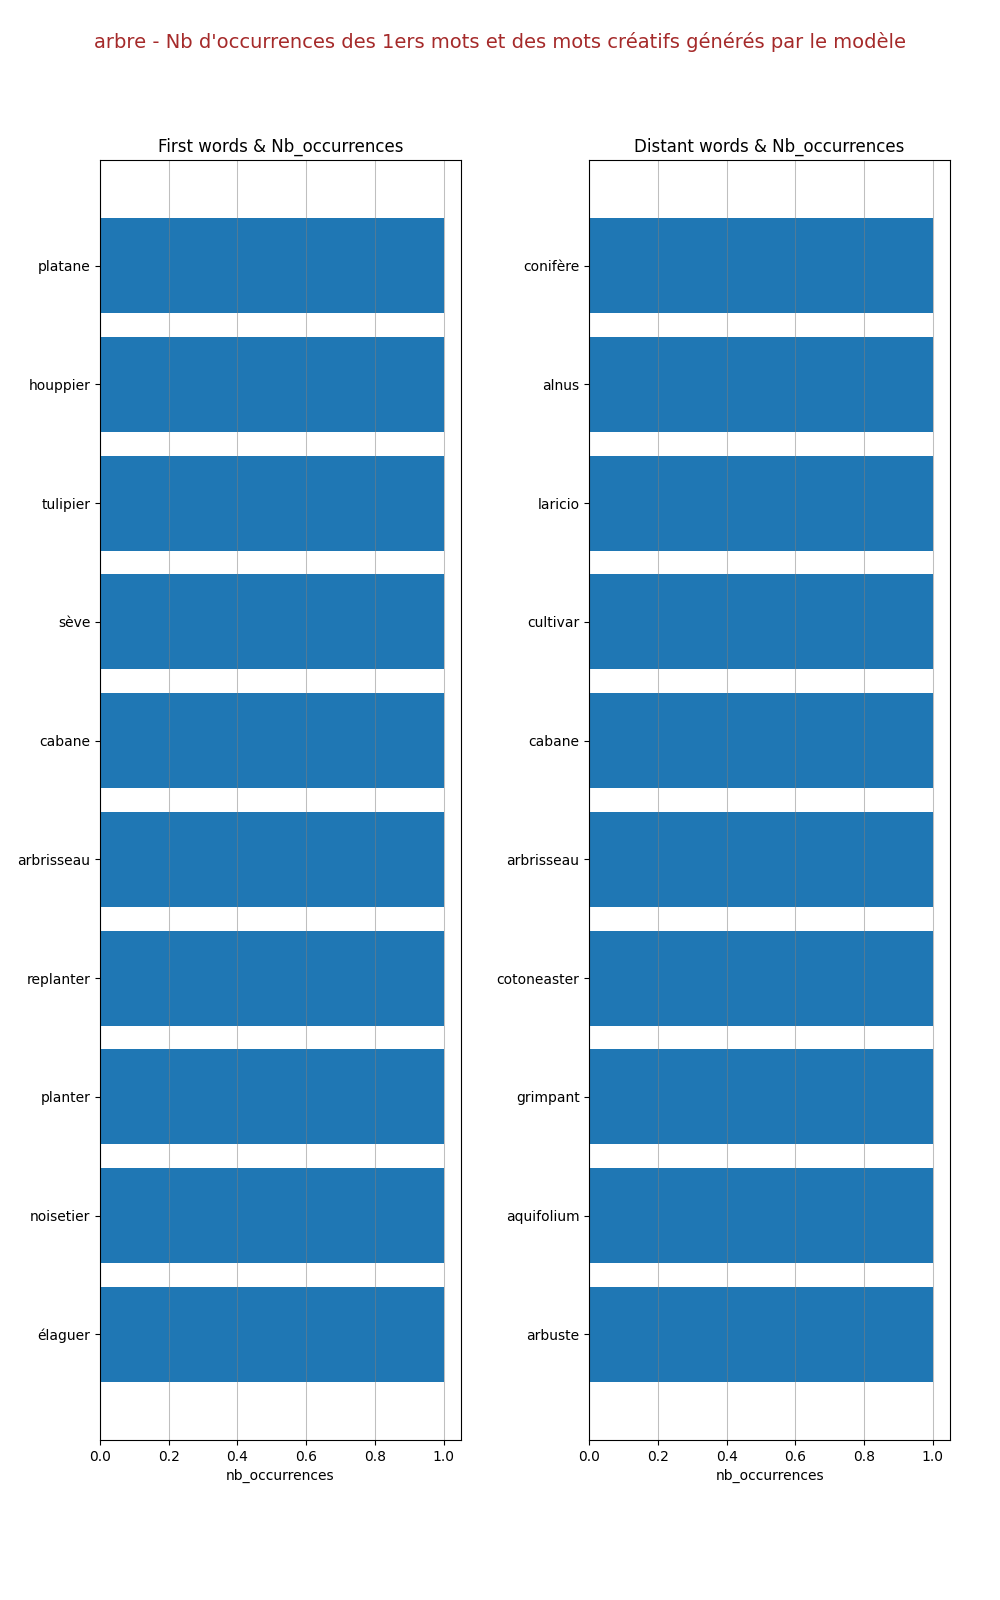 arbre - Nb d'occurrences des 1ers mots et des mots créatifs générés par le modèle
First words & Nb_occurrences
platane
houppier
tulipier
sève
cabane
arbrisseau
replanter
planter
noisetier
élaguer
0.0 0.2 0.4 0.6 0.8 1.0
nb_occurrences
Distant words & Nb_occurrences
conifère
alnus
laricio
cultivar
cabane
arbrisseau
cotoneaster
grimpant
aquifolium
arbuste
0.0 0.2 0.4 0.6 0.8 1.0
nb_occurrences